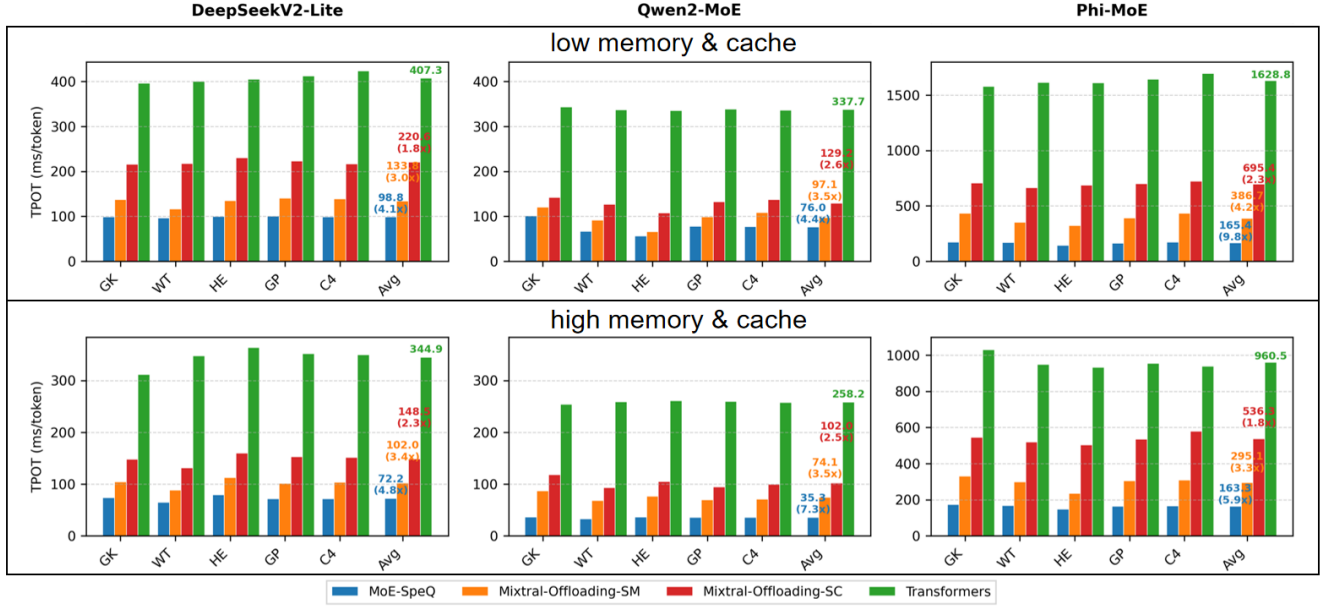 DeepSeekV2-Lite
Qwen2-MoE
Phi-MoE
low memory & cache
TPOT (ms/token)
400
300
200
100
0
407.3
220.6
(1.8x)
133.8
(3.0x)
98.8
(4.1x)
GK
WT
HE
GP
C4
Avg
400
300
200
100
0
337.7
129.2
(2.6x)
97.1
(3.5x)
76.0
(4.4x)
GK
WT
HE
GP
C4
Avg
1500
1000
500
0
1628.8
695.4
(2.3x)
386.7
(4.2x)
165.4
(9.8x)
GK
WT
HE
GP
C4
Avg
high memory & cache
TPOT (ms/token)
300
200
100
0
344.9
148.5
(2.3x)
102.0
(3.4x)
72.2
(4.8x)
GK
WT
HE
GP
C4
Avg
300
200
100
0
258.2
102.0
(2.5x)
74.1
(3.5x)
35.3
(7.3x)
GK
WT
HE
GP
C4
Avg
1000
800
600
400
200
0
960.5
536.3
(1.8x)
295.1
(3.3x)
163.3
(5.9x)
GK
WT
HE
GP
C4
Avg
MoE-SpeQ
Mixtral-Offloading-SM
Mixtral-Offloading-SC
Transformers